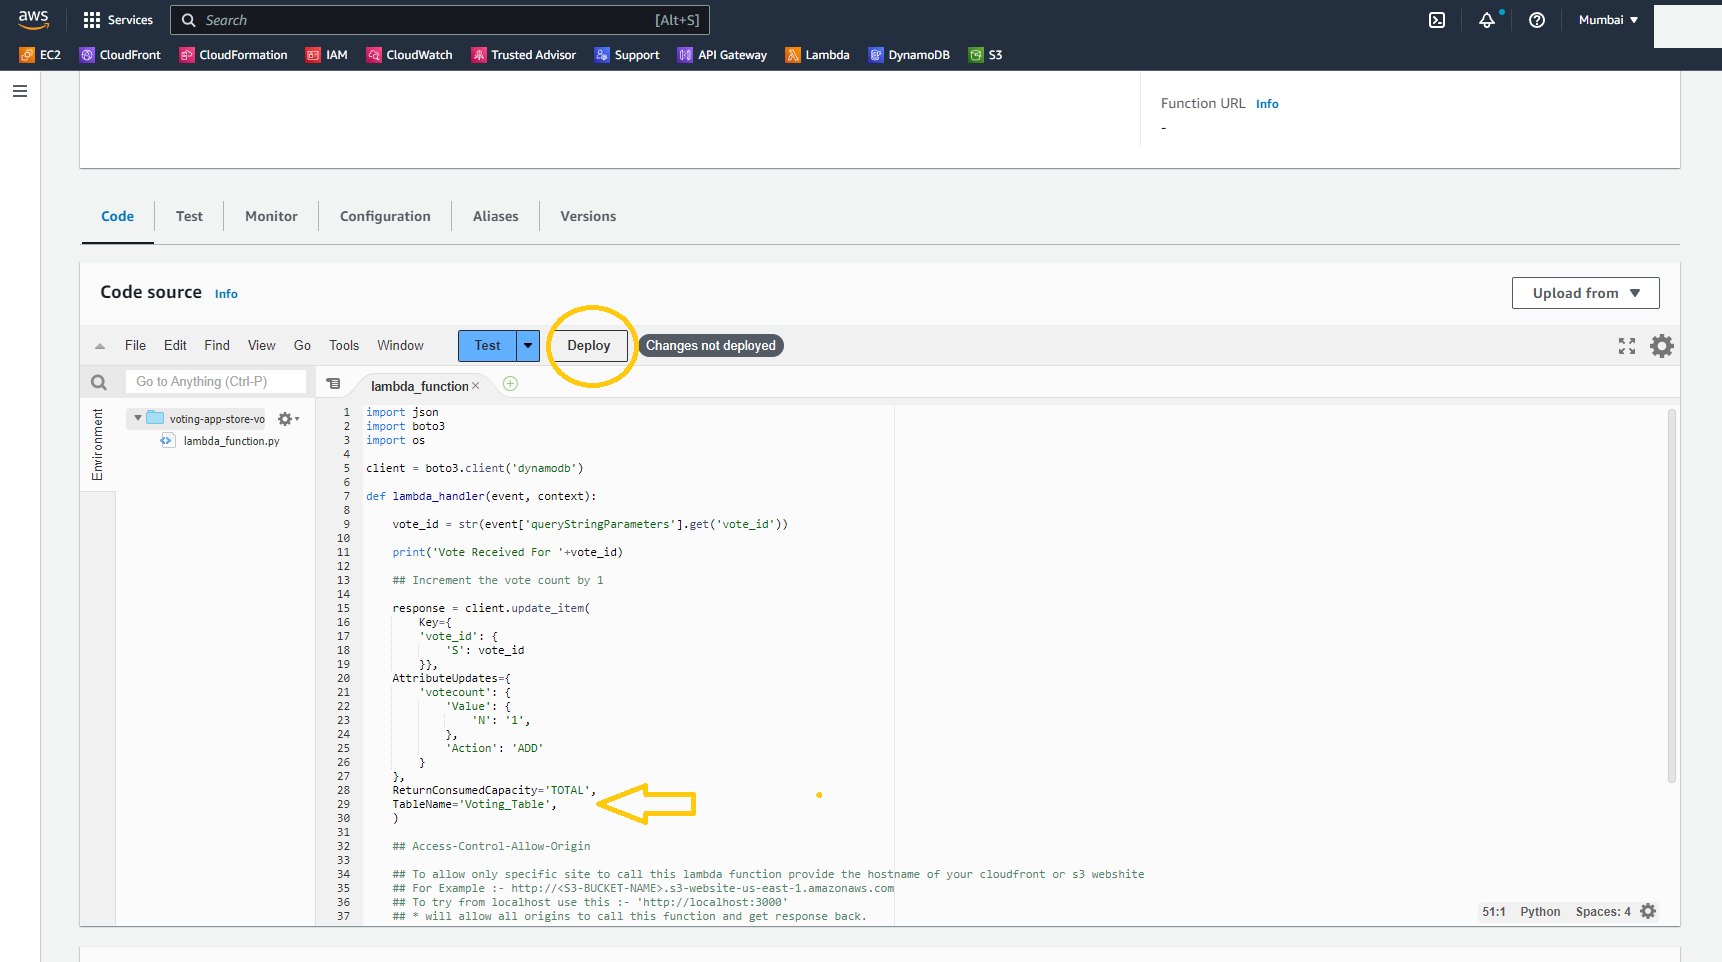 aws
Services
Search [Alt+S]
Mumbai
EC2 CloudFront CloudFormation IAM CloudWatch Trusted Advisor Support API Gateway Lambda DynamoDB S3
Function URL Info
-
Code Test Monitor Configuration Aliases Versions
Code source Info
Upload from
File Edit Find View Go Tools Window Test Deploy Changes not deployed
Go to Anything (Ctrl-P)
lambda_function
Environment
voting-app-store-vo
lambda_function.py
1 import json
2 import boto3
3 import os
4
5 client = boto3.client('dynamodb')
6
7 def lambda_handler(event, context):
8
9 vote_id = str(event['queryStringParameters'].get('vote_id'))
10
11 print('Vote Received For '+vote_id)
12
13 ## Increment the vote count by 1
14
15 response = client.update_item(
16 Key={
17 'vote_id': {
18 'S': vote_id
19 }},
20 AttributeUpdates={
21 'votecount': {
22 'Value': {
23 'N': '1',
24 },
25 'Action': 'ADD'
26 }
27 },
28 ReturnConsumedCapacity='TOTAL',
29 TableName='Voting_Table',
30 )
31
32 ## Access-Control-Allow-Origin
33
34 ## To allow only specific site to call this lambda function provide the hostname of your cloudfront or s3 webshite
35 ## For Example :- http://<S3-BUCKET-NAME>.s3-website-us-east-1.amazonaws.com
36 ## To try from localhost use this :- 'http://localhost:3000'
37 ## * will allow all origins to call this function and get response back.
51:1 Python Spaces: 4